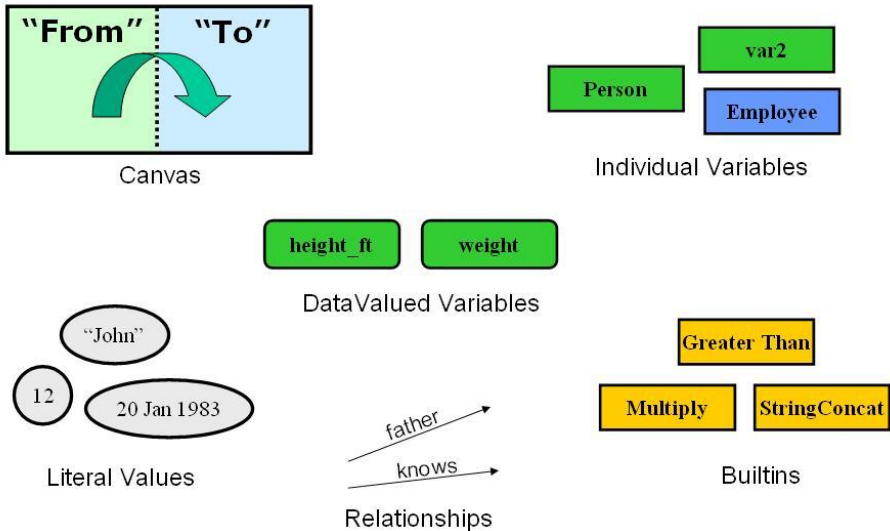 “From” “To”
Canvas
var2
Person
Employee
Individual Variables
height_ft weight
DataValued Variables
“John”
12
20 Jan 1983
Literal Values
father
knows
Relationships
Greater Than
Multiply StringConcat
Builtins